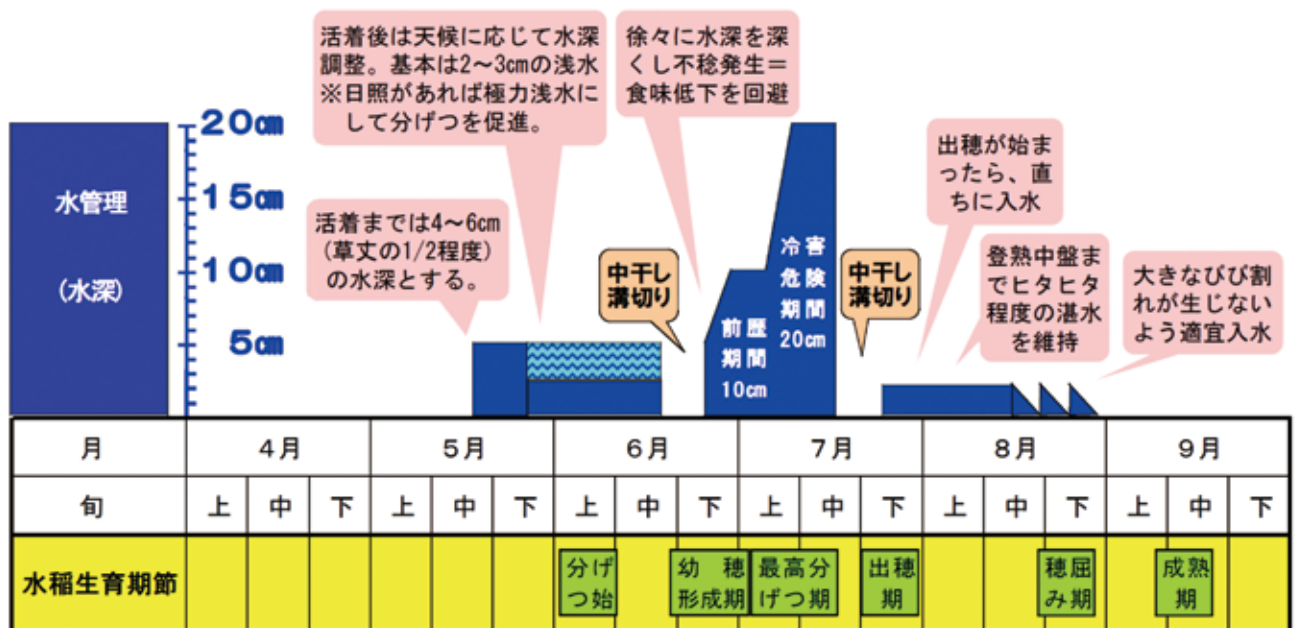 活着後は天候に応じて水深
調整。基本は2〜3cmの浅水
※日照があれば極力浅水に
して分げつを促進。
徐々に水深を深
くし不稔発生＝
食味低下を回避
水管理
(水深)
20cm
15cm
10cm
5cm
活着までは4〜6cm
(草丈の1/2程度)
の水深とする。
中干し
溝切り
前歴
期間
10cm
冷害
危険
期間
20cm
中干し
溝切り
出穂が始ま
ったら、直
ちに入水
登熟中盤ま
でヒタヒタ
程度の湛水
を維持
大きなひび割
れが生じない
よう適宜入水
月 4月 5月 6月 7月 8月 9月
旬 上 中 下 上 中 下 上 中 下 上 中 下 上 中 下 上 中 下
水稲生育期節
分げ
つ始
幼穂
形成期
最高分
げつ期
出穂
期
穂屈
み期
成熟
期